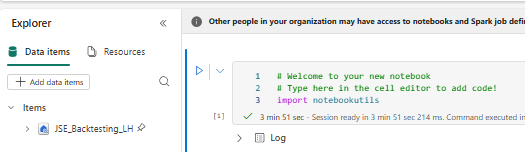 Explorer
Other people in your organization may have access to notebooks and Spark job
Data items
Resources
+ Add data items
Items
JSE_Backtesting_LH
1 # Welcome to your new notebook
2 # Type here in the cell editor to add code!
3 import notebookutils
[1]
3 min 51 sec - Session ready in 3 min 51 sec 214 ms. Command executed in
Log